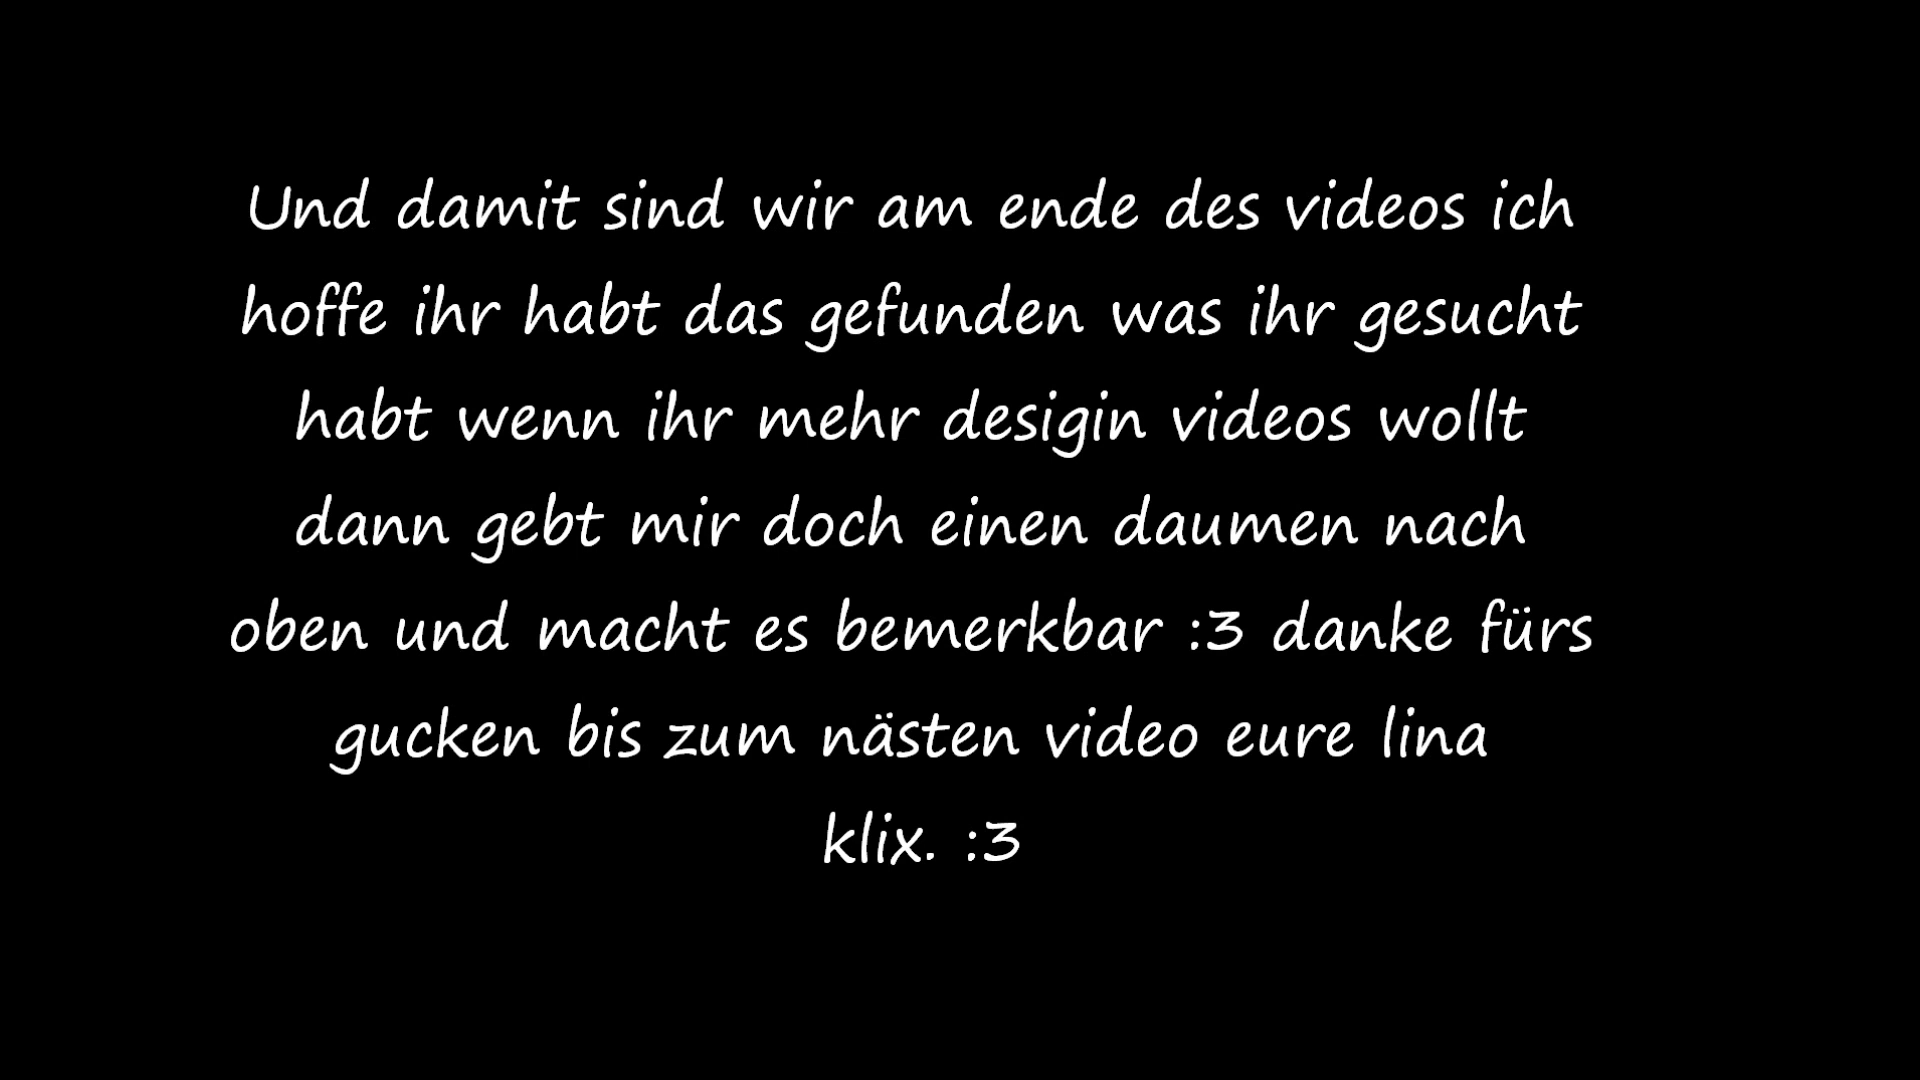 Und damit sind wir am ende des videos ich
hoffe ihr habt das gefunden was ihr gesucht
habt wenn ihr mehr desigin videos wollt
dann gebt mir doch einen daumen nach
oben und macht es bemerkbar :3 danke fürs
gucken bis zum nästen video eure lina
klix. :3